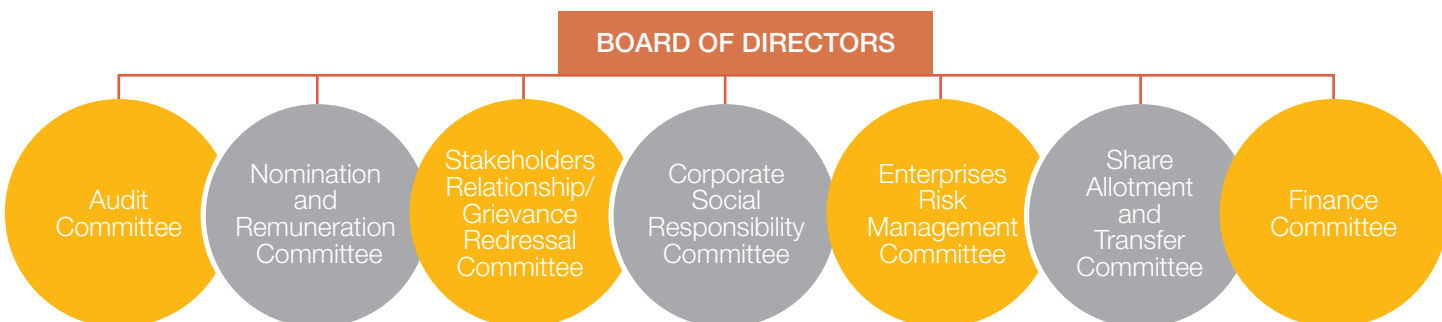 BOARD OF DIRECTORS
Audit
Committee
Nomination
and
Remuneration
Committee
Stakeholders
Relationship/
Grievance
Redressal
Committee
Corporate
Social
Responsibility
Committee
Enterprises
Risk
Management
Committee
Share
Allotment
and
Transfer
Committee
Finance
Committee